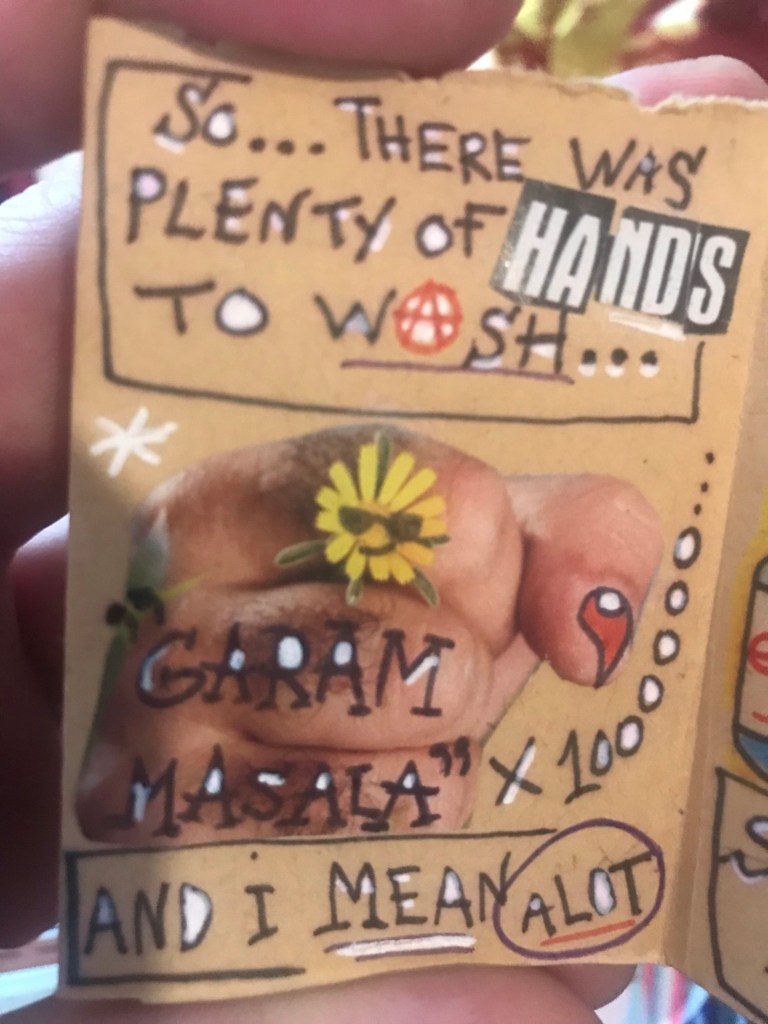 So... THERE WAS
PLENTY OF HANDS
TO WASH...
GARAM
MASALA" x 100
AND i MEAN ALOT